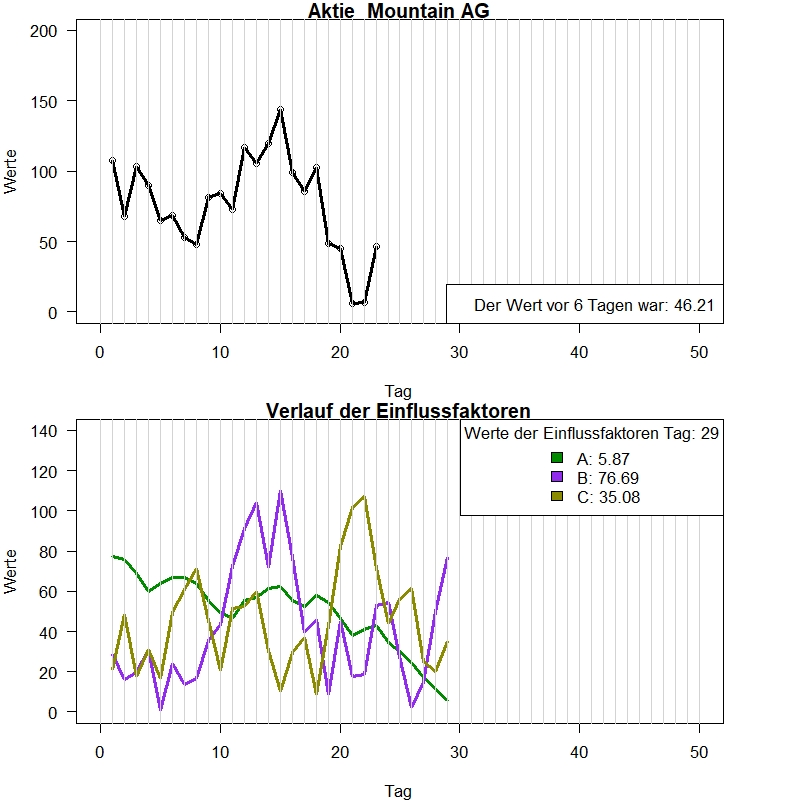 Aktie  Mountain AG
Werte
200
150
100
50
0
Der Wert vor 6 Tagen war: 46.21
0 10 20 30 40 50
Tag
Verlauf der Einflussfaktoren
Werte
140
120
100
80
60
40
20
0
Werte der Einflussfaktoren Tag: 29
A: 5.87
B: 76.69
C: 35.08
0 10 20 30 40 50
Tag